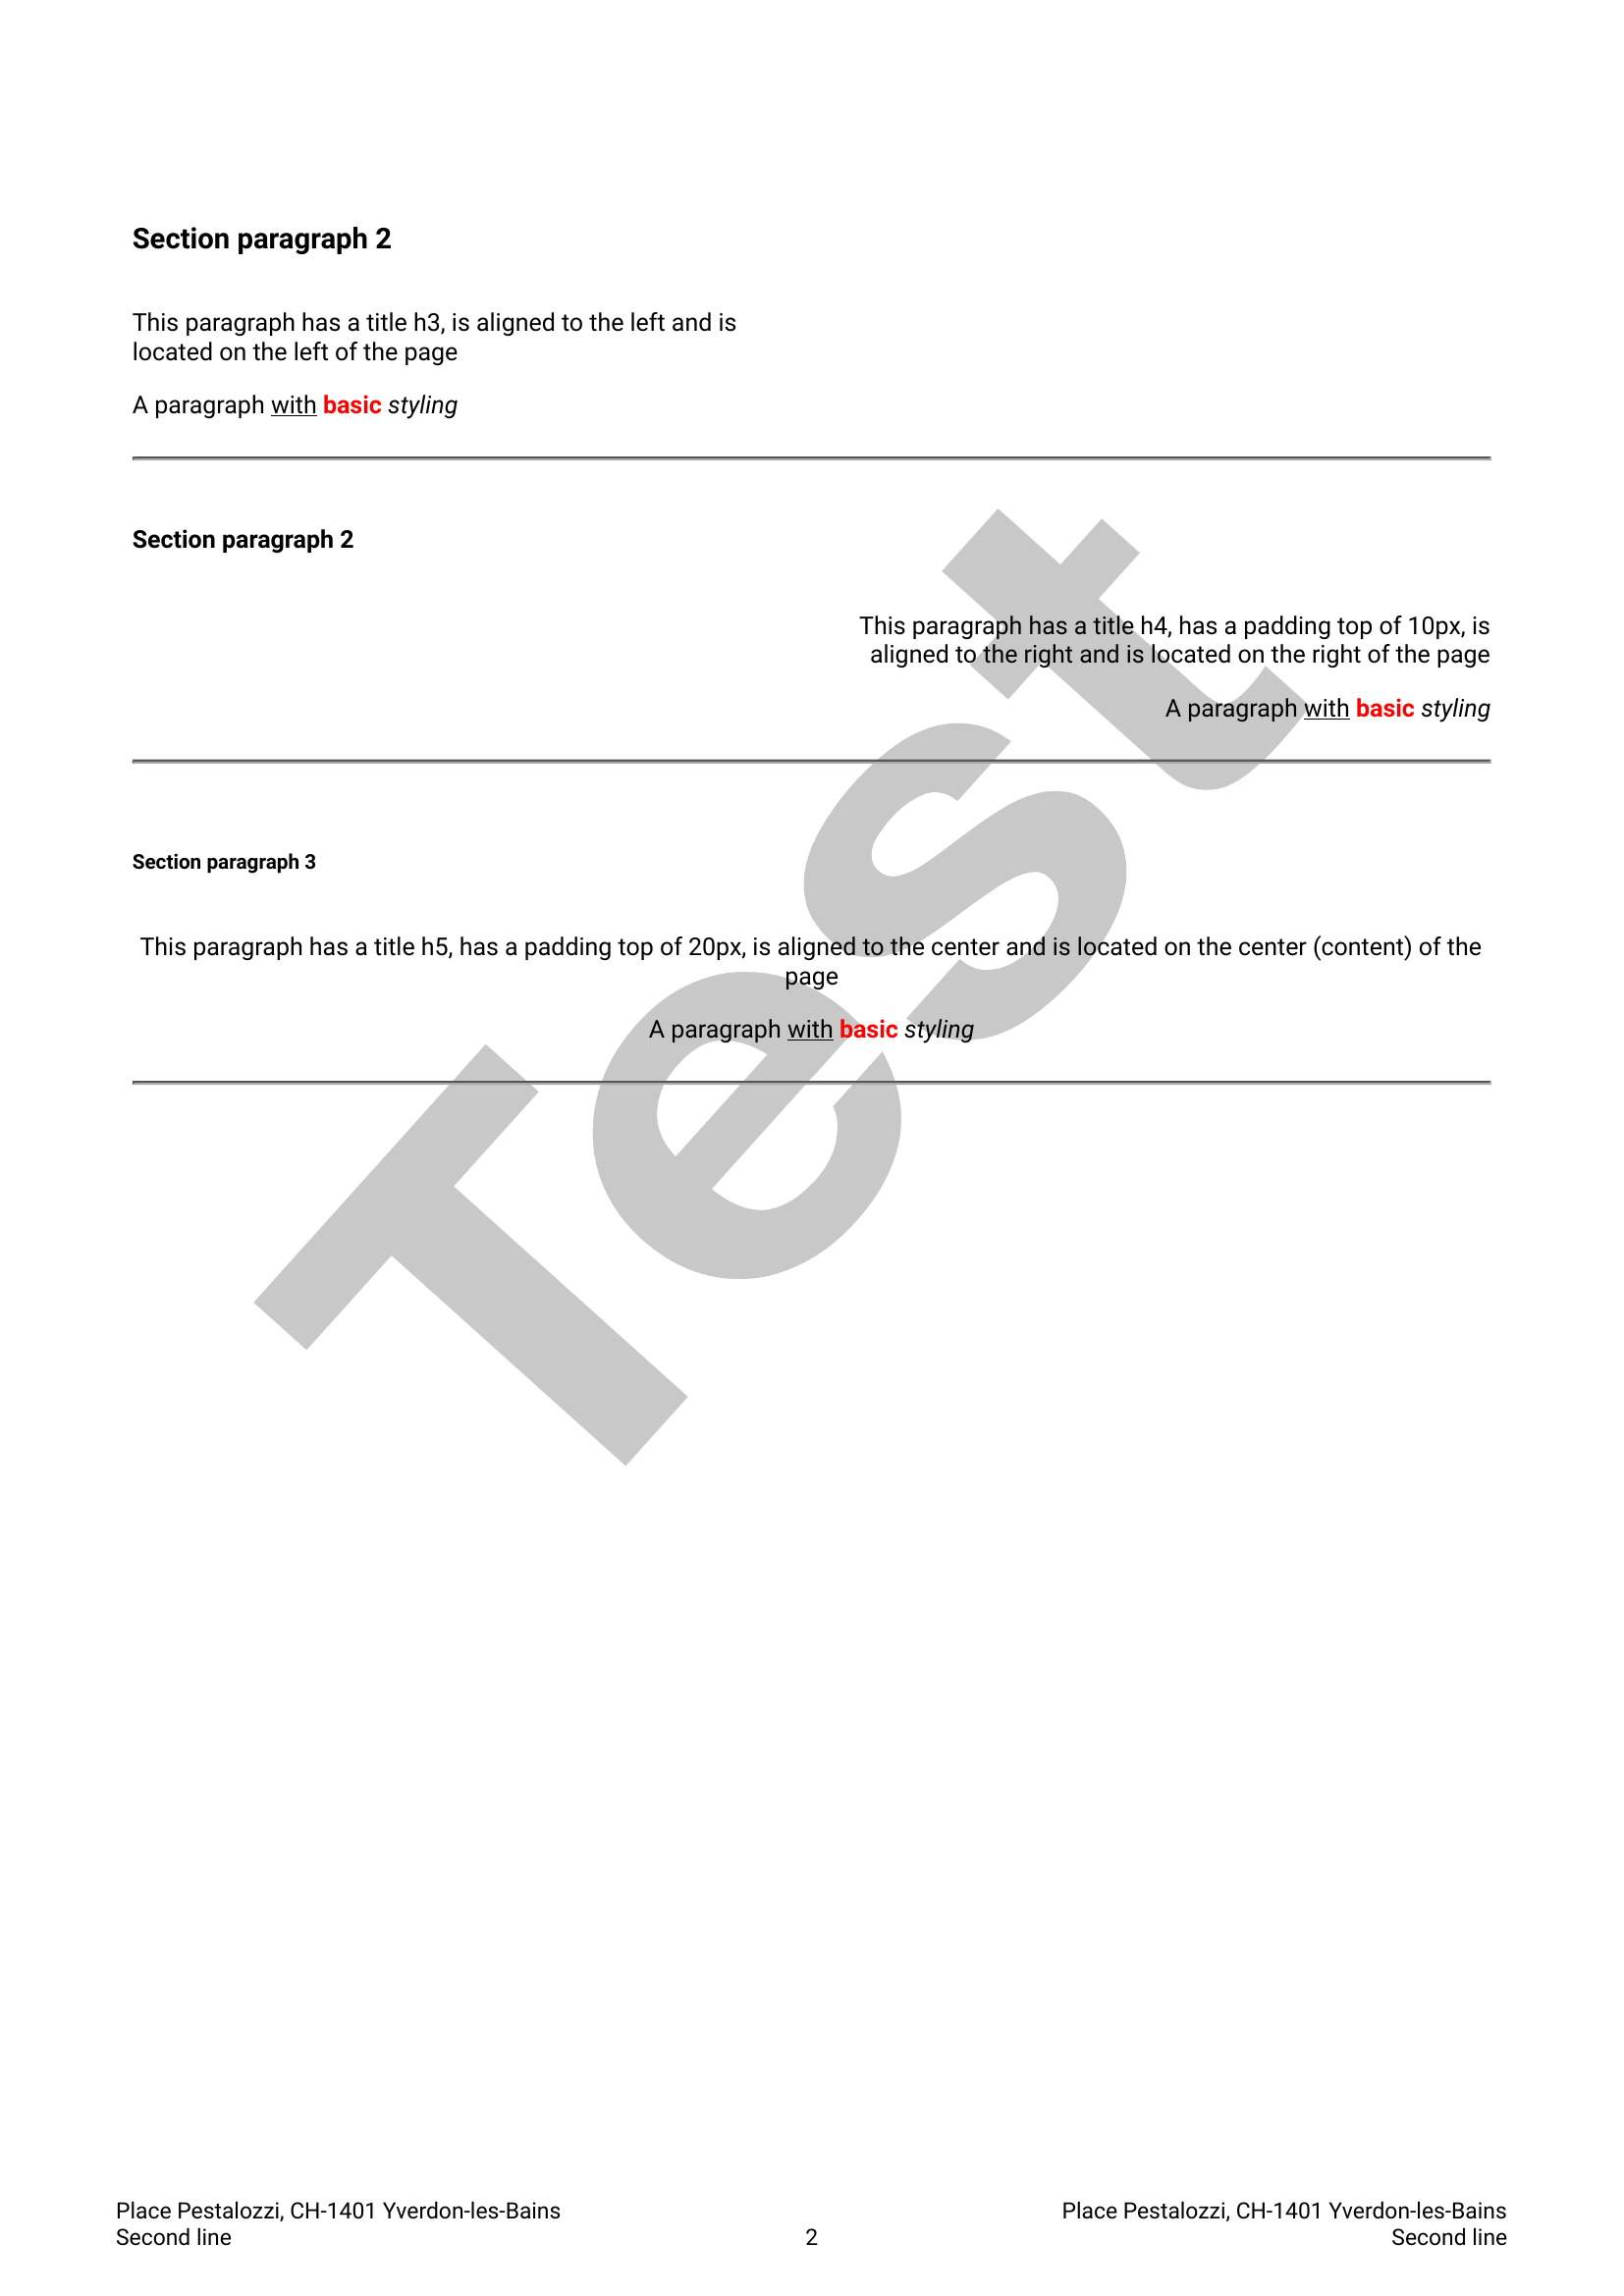 Section paragraph 2
This paragraph has a title h3, is aligned to the left and is
located on the left of the page
A paragraph with basic styling
Section paragraph 2
This paragraph has a title h4, has a padding top of 10px, is
aligned to the right and is located on the right of the page
A paragraph with basic styling
Section paragraph 3
This paragraph has a title h5, has a padding top of 20px, is aligned to the center and is located on the center (content) of the
page
A paragraph with basic styling
Test
Place Pestalozzi, CH-1401 Yverdon-les-Bains
Second line
2
Place Pestalozzi, CH-1401 Yverdon-les-Bains
Second line